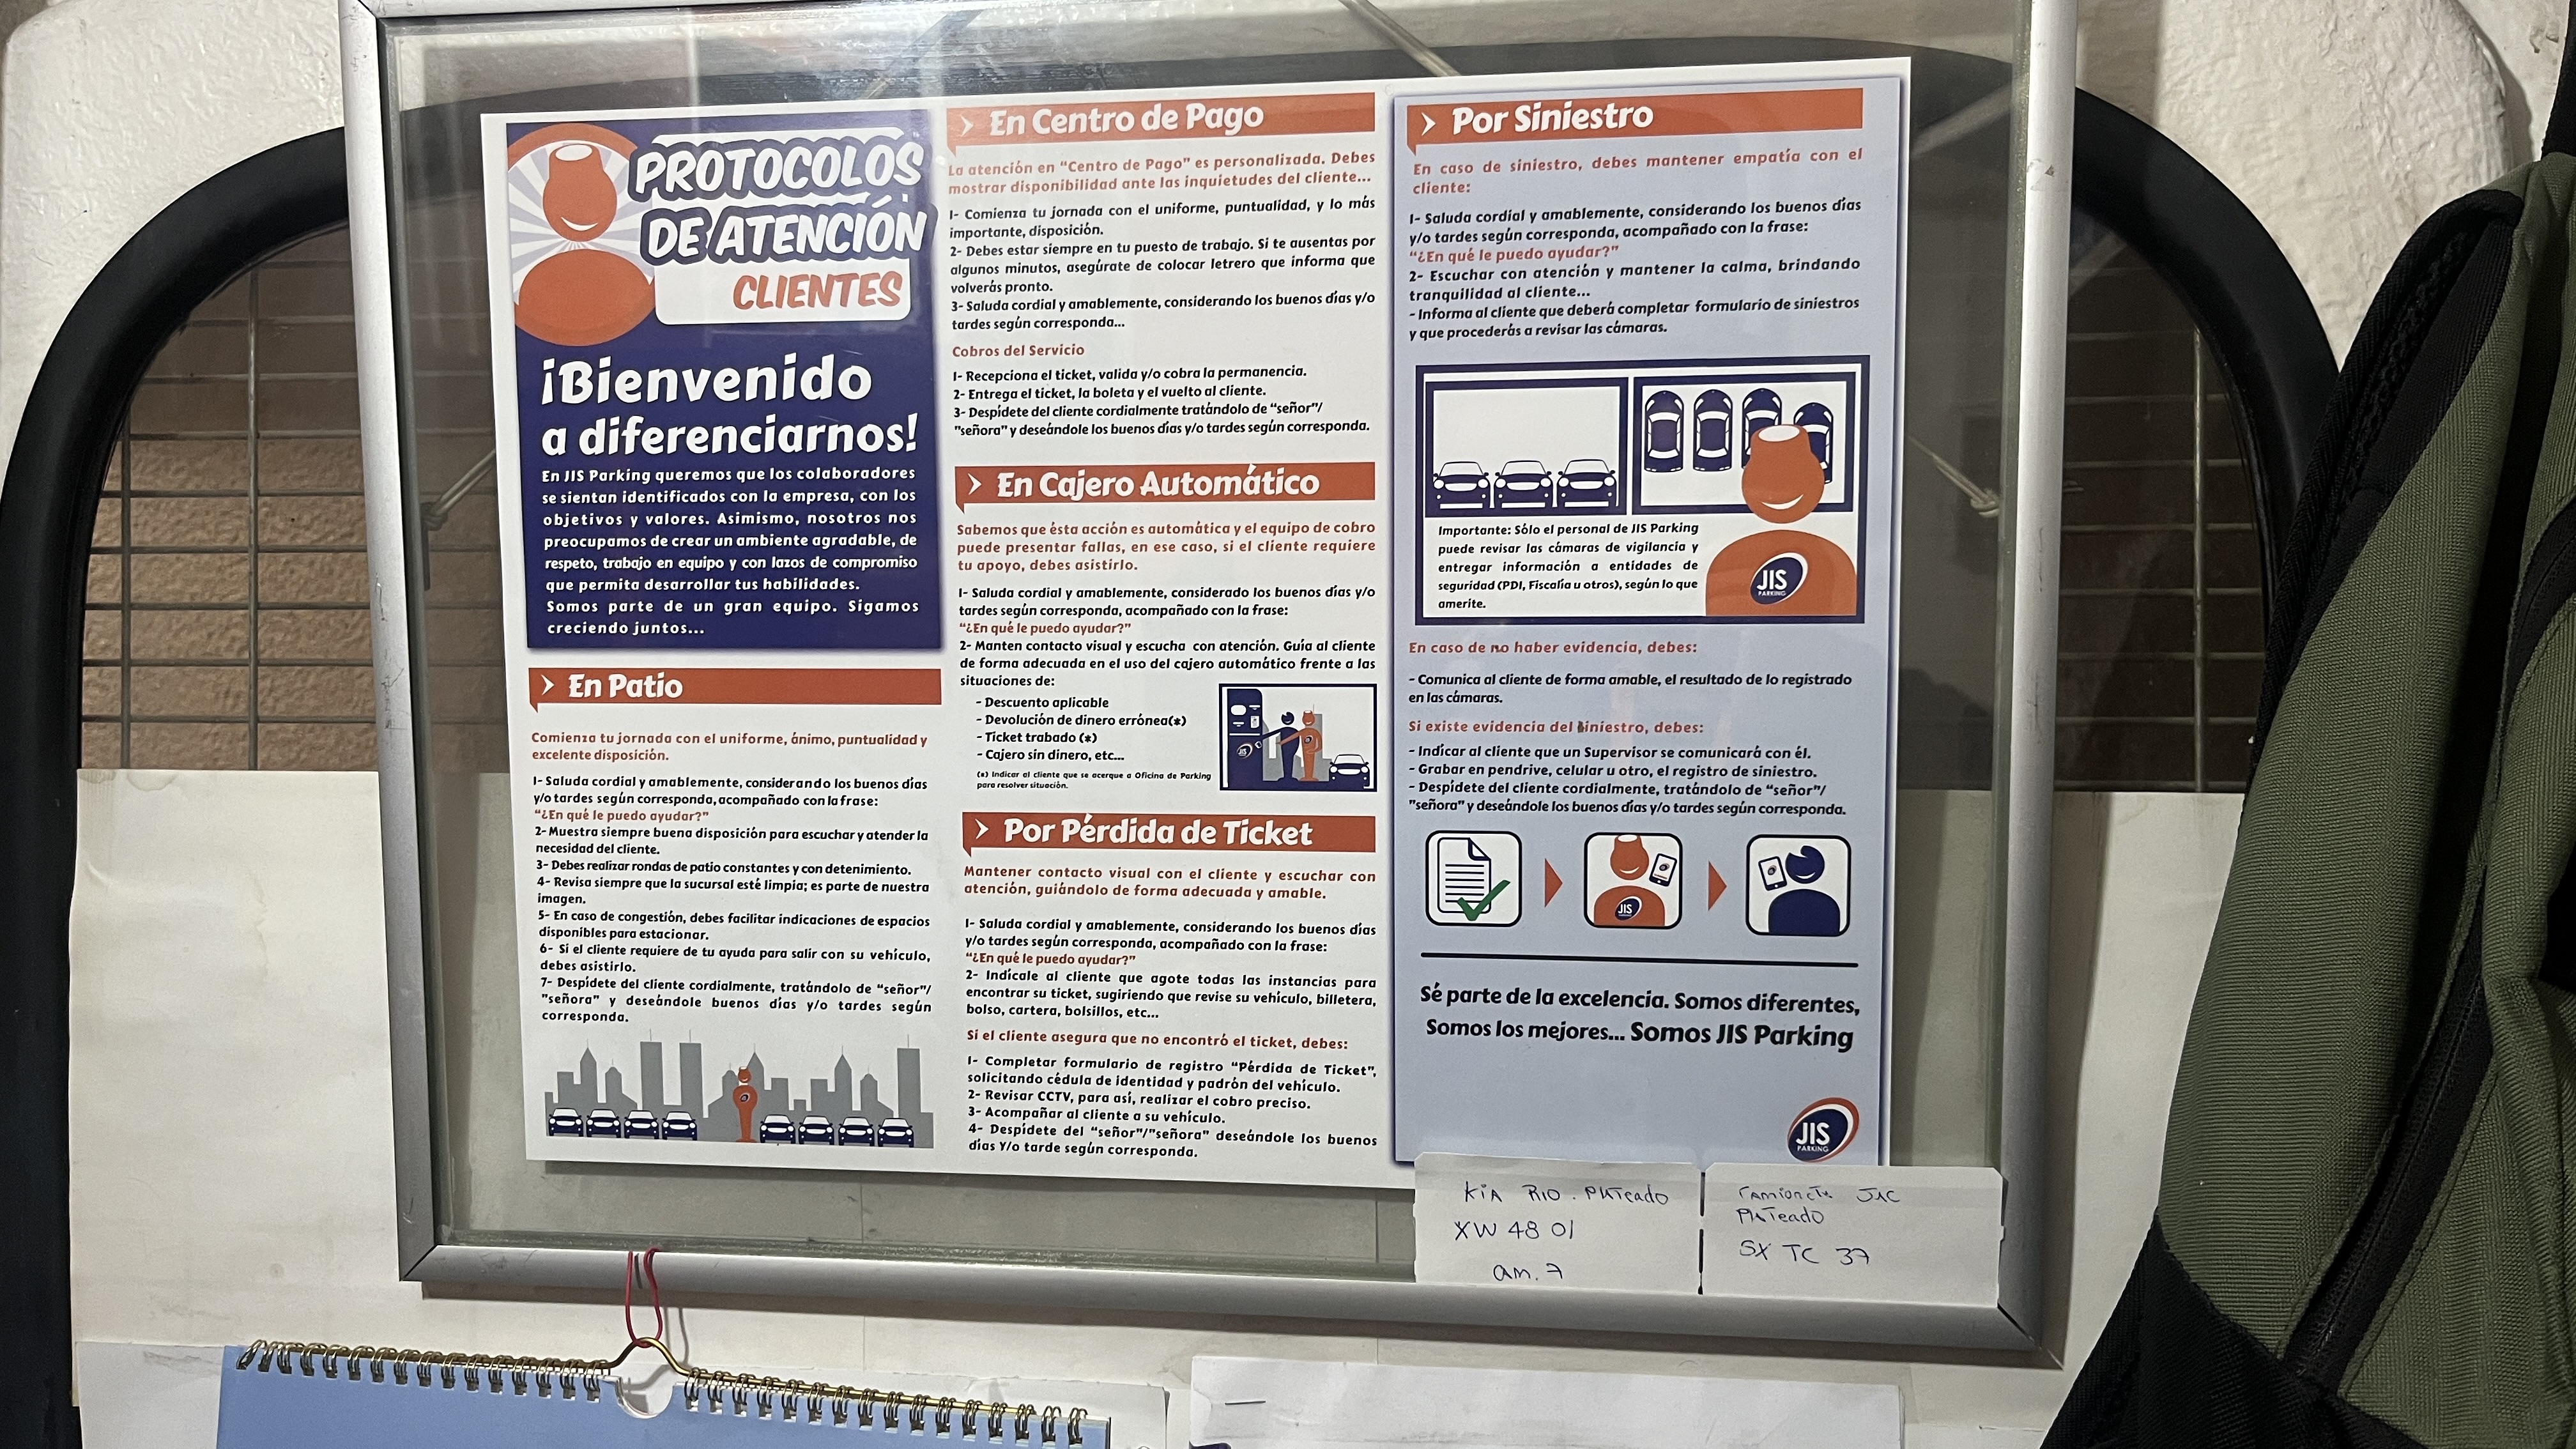 PROTOCOLOS
DE ATENCIÓN
CLIENTES
¡Bienvenido
a diferenciarnos!
En JIS Parking queremos que los colaboradores
se sientan identificados con la empresa, con los
objetivos y valores. Asimismo, nosotros nos
preocupamos de crear un ambiente agradable, de
respeto, trabajo en equipo y con lazos de compromiso
que permita desarrollar tus habilidades.
Somos parte de un gran equipo. Sigamos
creciendo juntos...
En Patio
Comienza tu jornada con el uniforme, ánimo, puntualidad y
excelente disposición.
1- Saluda cordial y amablemente, considerando los buenos días
y/o tardes según corresponda, acompañado con la frase:
“¿En qué le puedo ayudar?”
2- Muestra siempre buena disposición para escuchar y atender la
necesidad del cliente.
3- Debes realizar rondas de patio constantes y con detenimiento.
4- Revisa siempre que la sucursal esté limpia; es parte de nuestra
imagen.
5- En caso de congestión, debes facilitar indicaciones de espacios
disponibles para estacionar.
6- Si el cliente requiere de tu ayuda para salir con su vehículo,
debes asistirlo.
7- Despídete del cliente cordialmente, tratándolo de “señor”/
"señora" y deseándole buenos días y/o tardes según
corresponda.
En Centro de Pago
La atención en “Centro de Pago” es personalizada. Debes
mostrar disponibilidad ante las inquietudes del cliente...
1- Comienza tu jornada con el uniforme, puntualidad, y lo más
importante, disposición.
2- Debes estar siempre en tu puesto de trabajo. Si te ausentas por
algunos minutos, asegúrate de colocar letrero que informa que
volverás pronto.
3- Saluda cordial y amablemente, considerando los buenos días y/o
tardes según corresponda...
Cobros del Servicio
1- Recepciona el ticket, valida y/o cobra la permanencia.
2- Entrega el ticket, la boleta y el vuelto al cliente.
3- Despídete del cliente cordialmente tratándolo de “señor”/
"señora" y deseándole los buenos días y/o tardes según corresponda.
En Cajero Automático
Sabemos que ésta acción es automática y el equipo de cobro
puede presentar fallas, en ese caso, si el cliente requiere
tu apoyo, debes asistirlo.
1- Saluda cordial y amablemente, considerado los buenos días y/o
tardes según corresponda, acompañado con la frase:
“¿En qué le puedo ayudar?”
2- Manten contacto visual y escucha con atención. Guía al cliente
de forma adecuada en el uso del cajero automático frente a las
situaciones de:
- Descuento aplicable
- Devolución de dinero errónea(*)
- Ticket trabado (*)
- Cajero sin dinero, etc...
(*) Indicar al cliente que se acerque a Oficina de Parking
para resolver situación.
Por Pérdida de Ticket
Mantener contacto visual con el cliente y escuchar con
atención, guiándolo de forma adecuada y amable.
1- Saluda cordial y amablemente, considerando los buenos días
y/o tardes según corresponda, acompañado con la frase:
“¿En qué le puedo ayudar?”
2- Indícale al cliente que agote todas las instancias para
encontrar su ticket, sugiriendo que revise su vehículo, billetera,
bolso, cartera, bolsillos, etc...
Si el cliente asegura que no encontró el ticket, debes:
1- Completar formulario de registro “Pérdida de Ticket”,
solicitando cédula de identidad y padrón del vehículo.
2- Revisar CCTV, para así, realizar el cobro preciso.
3- Acompañar al cliente a su vehículo.
4- Despídete del “señor”/"señora" deseándole los buenos
días Y/o tarde según corresponda.
Por Siniestro
En caso de siniestro, debes mantener empatía con el
cliente:
1- Saluda cordial y amablemente, considerando los buenos días
y/o tardes según corresponda, acompañado con la frase:
“¿En qué le puedo ayudar?”
2- Escuchar con atención y mantener la calma, brindando
tranquilidad al cliente...
- Informa al cliente que deberá completar formulario de siniestros
y que procederás a revisar las cámaras.
Importante: Sólo el personal de JIS Parking
puede revisar las cámaras de vigilancia y
entregar información a entidades de
seguridad (PDI, Fiscalía u otros), según lo que
amerite.
JIS
PARKING
En caso de no haber evidencia, debes:
- Comunica al cliente de forma amable, el resultado de lo registrado
en las cámaras.
Si existe evidencia del siniestro, debes:
- Indicar al cliente que un Supervisor se comunicará con él.
- Grabar en pendrive, celular u otro, el registro de siniestro.
- Despídete del cliente cordialmente, tratándolo de “señor”/
"señora" y deseándole los buenos días y/o tardes según corresponda.
JIS
Sé parte de la excelencia. Somos diferentes,
Somos los mejores... Somos JIS Parking
JIS
PARKING
KIA RIO. PLATeado
XW 48 01
am. 7
Camioneta JAC
PLATeado
SX TC 37